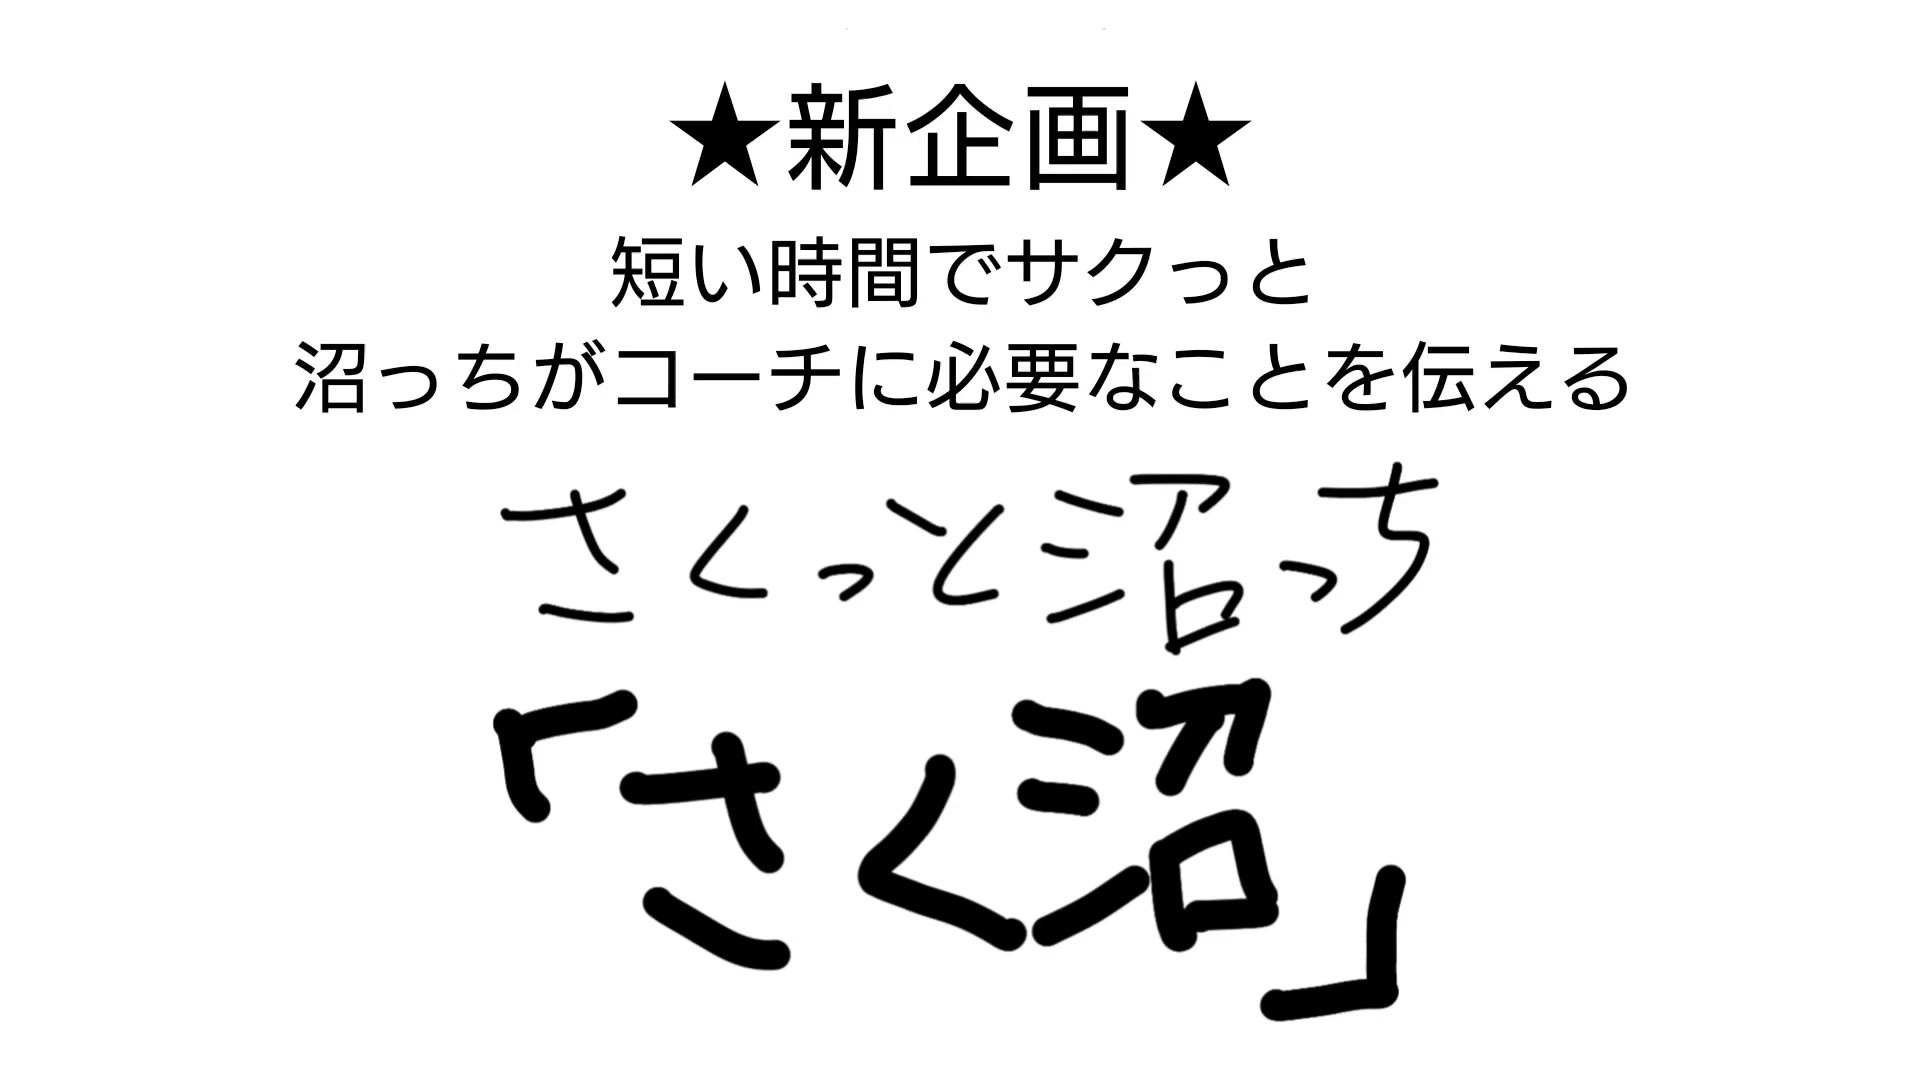 ★新企画★
短い時間でサクっと
沼っちがコーチに必要なことを伝える
さくっと沼っち
「さく沼」